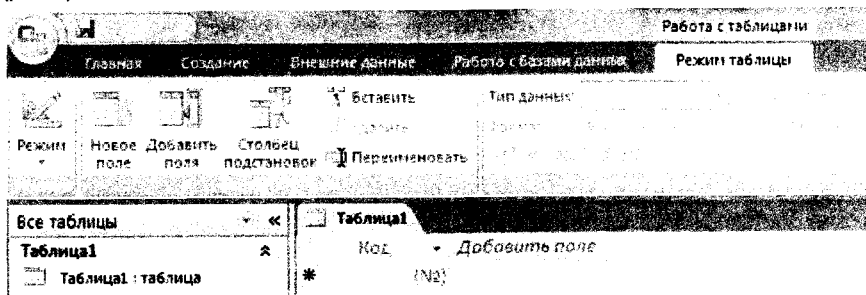 Работа с таблицами
Главная Создание Внешние данные Работа с базами данных Режим таблицы
Вставить Тип данных:
Удалить
Режим Новое поле Добавить поля Столбец подстановок Переименовать
Все таблицы Таблица1
Таблица1 Код Добавить поле
Таблица1 : таблица (№)